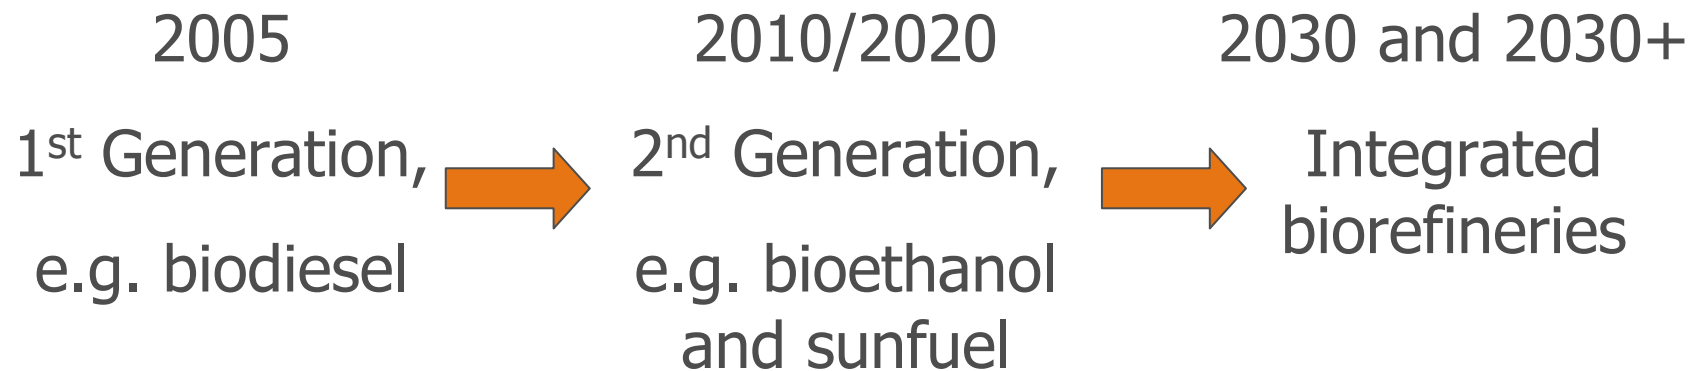 2005
1st Generation,
e.g. biodiesel
2010/2020
2nd Generation,
e.g. bioethanol
and sunfuel
2030 and 2030+
Integrated
biorefineries